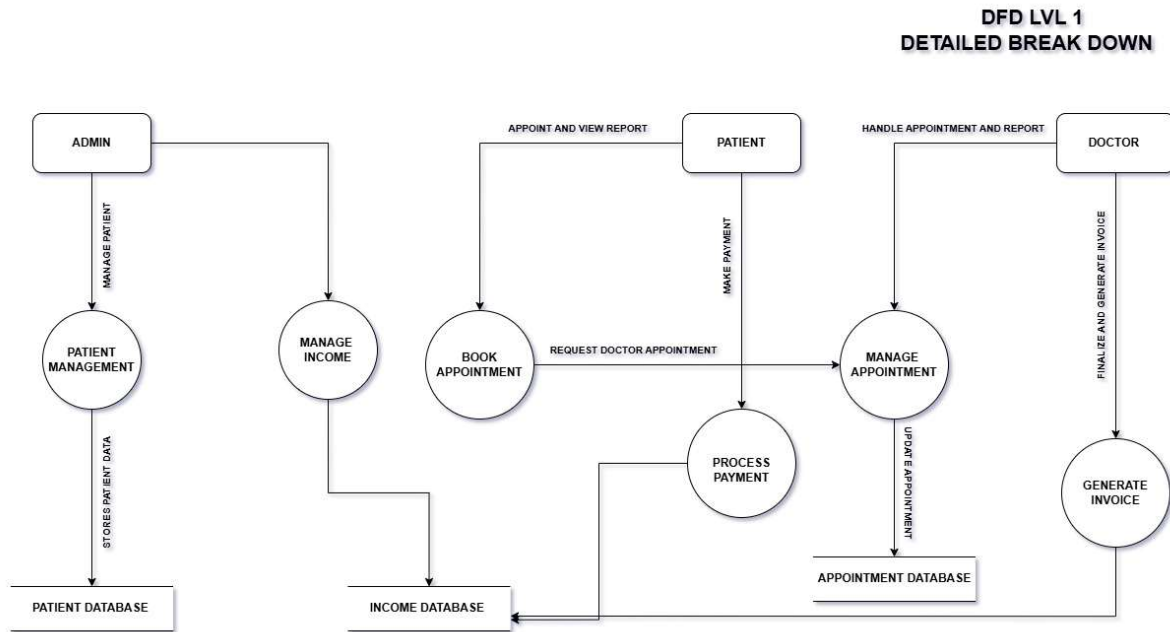 DFD LVL 1
DETAILED BREAK DOWN
ADMIN
APPOINT AND VIEW REPORT
PATIENT
HANDLE APPOINTMENT AND REPORT
DOCTOR
MANAGE PATIENT
MAKE PAYMENT
FINALIZE AND GENERATE INVOICE
PATIENT
MANAGEMENT
MANAGE
INCOME
BOOK
APPOINTMENT
REQUEST DOCTOR APPOINTMENT
MANAGE
APPOINTMENT
STORES PATIENT DATA
PROCESS
PAYMENT
UPDATE APPOINTMENT
GENERATE
INVOICE
PATIENT DATABASE
INCOME DATABASE
APPOINTMENT DATABASE